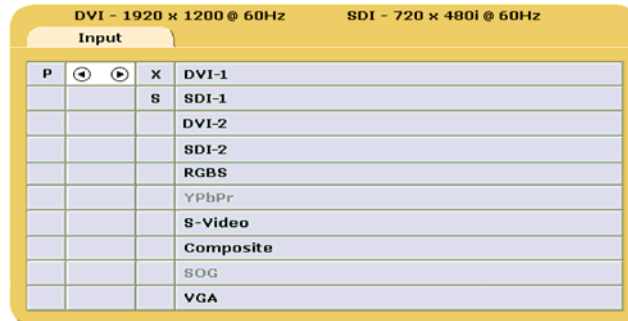 DVI - 1920 x 1200 @ 60Hz SDI - 720 x 480i @ 60Hz
Input
P X DVI-1
S SDI-1
DVI-2
SDI-2
RGBS
YPbPr
S-Video
Composite
SOG
VGA